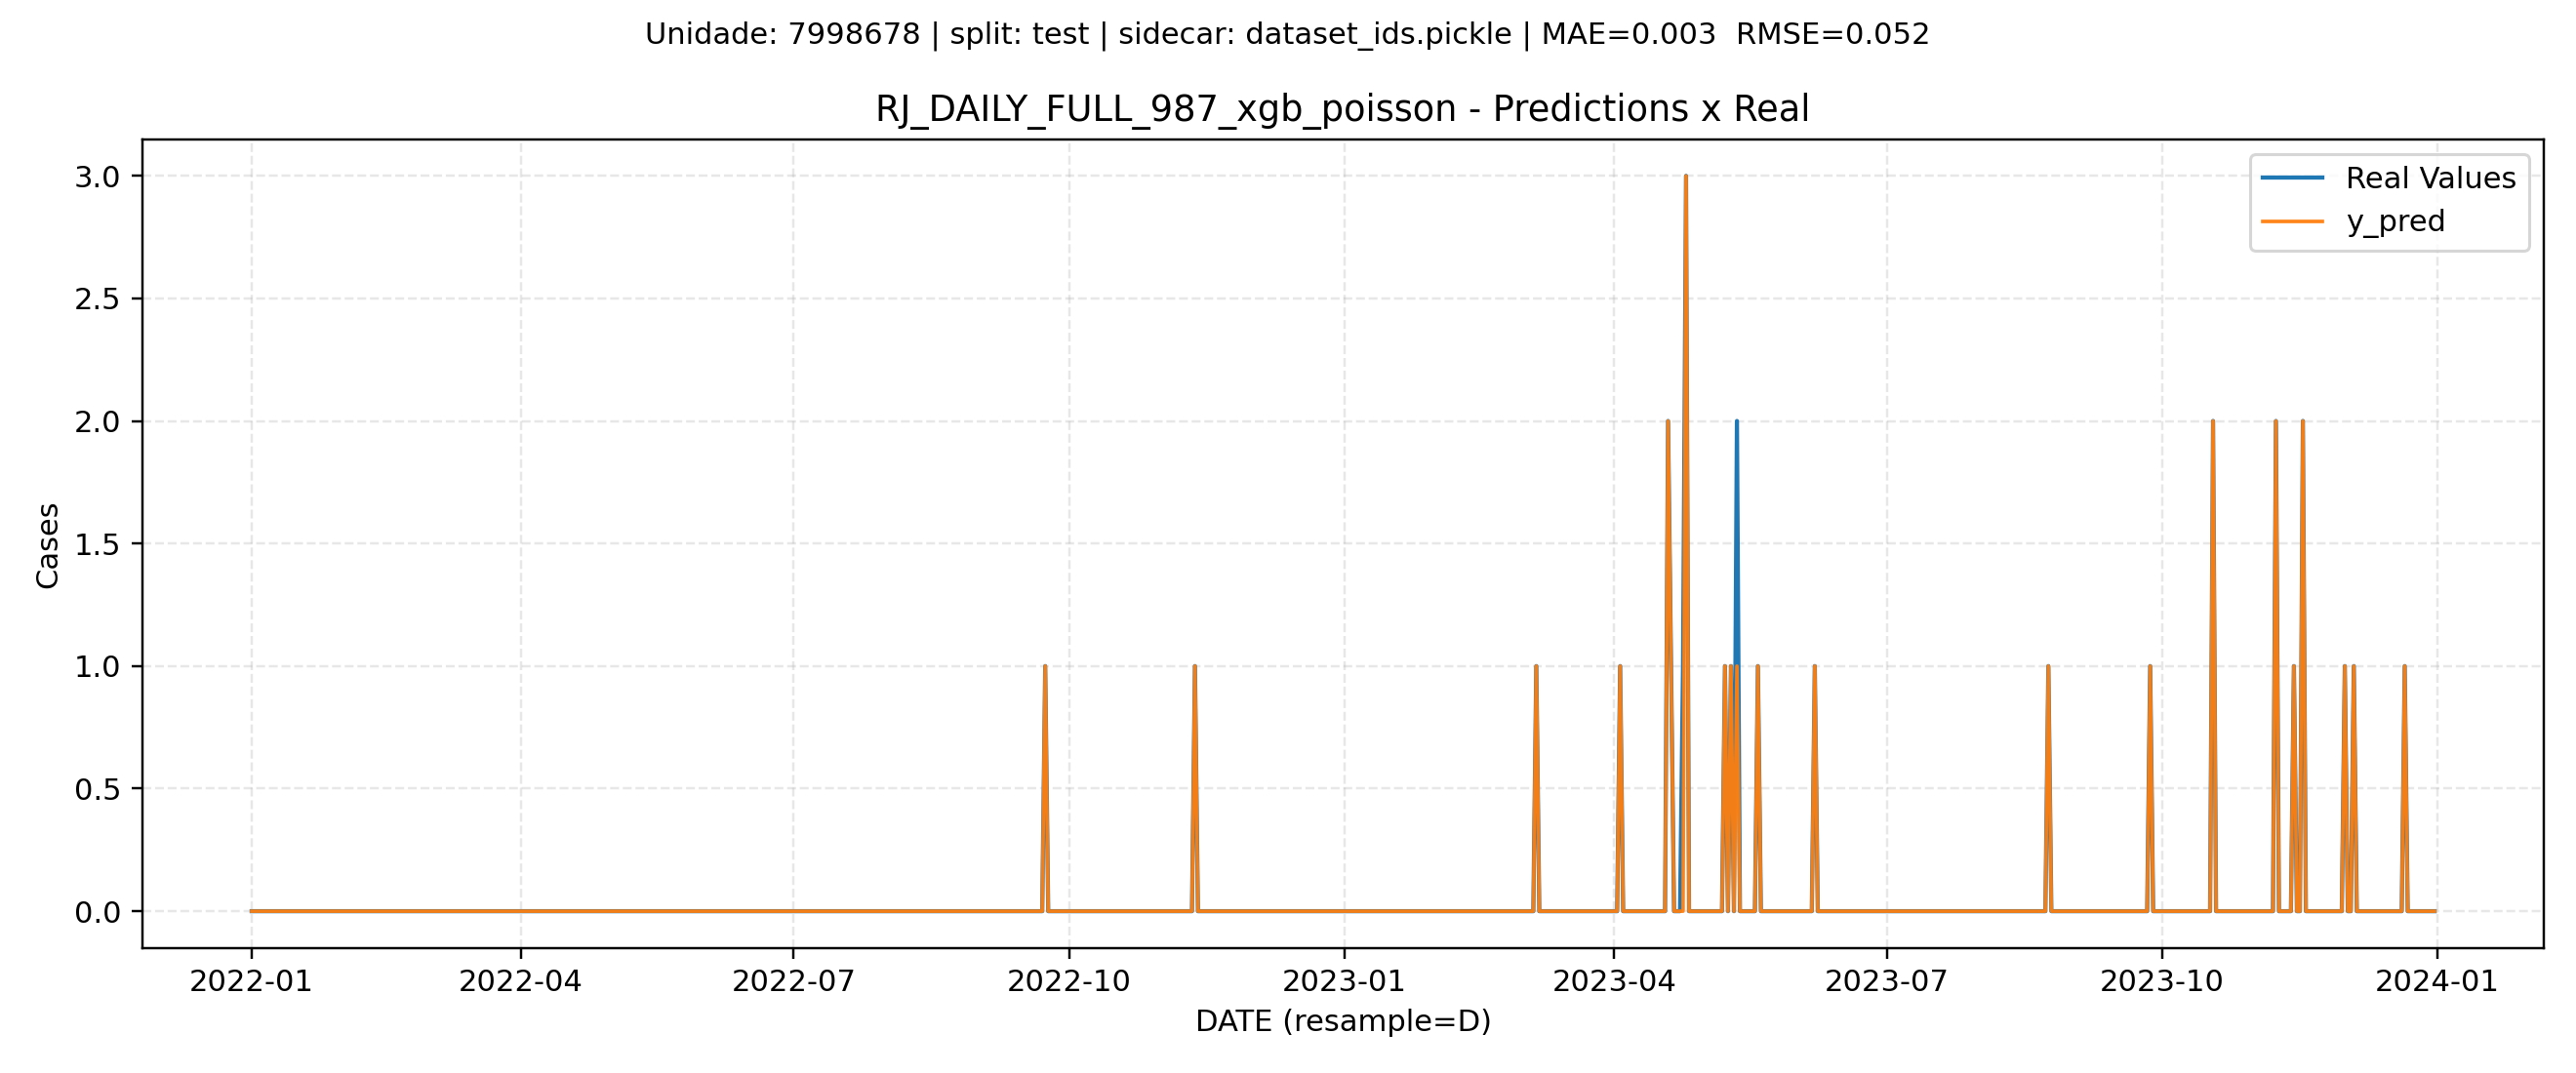 Unidade: 7998678 | split: test | sidecar: dataset_ids.pickle | MAE=0.003  RMSE=0.052
RJ_DAILY_FULL_987_xgb_poisson - Predictions x Real
Real Values
y_pred
3.0
2.5
2.0
1.5
1.0
0.5
0.0
Cases
2022-01
2022-04
2022-07
2022-10
2023-01
2023-04
2023-07
2023-10
2024-01
DATE (resample=D)